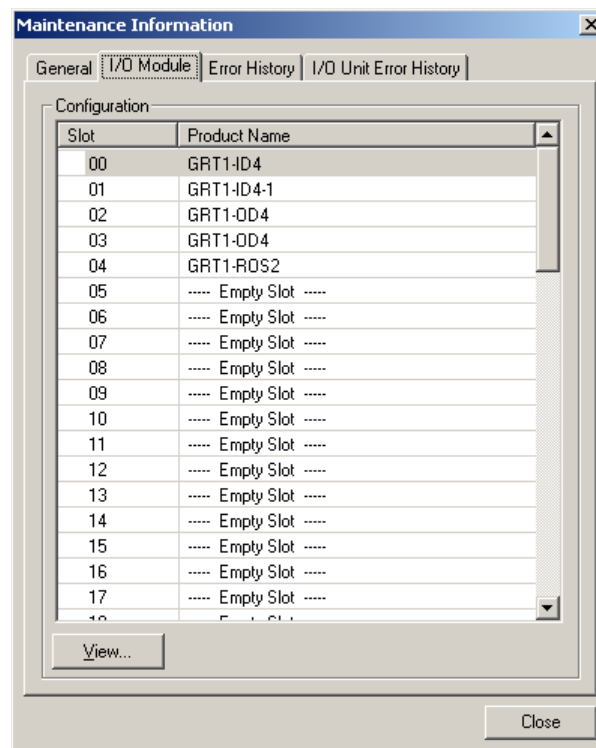 Maintenance Information
General I/O Module Error History I/O Unit Error History
Configuration
Slot Product Name
00 GRT1-ID4
01 GRT1-ID4-1
02 GRT1-OD4
03 GRT1-OD4
04 GRT1-ROS2
05 ----- Empty Slot -----
06 ----- Empty Slot -----
07 ----- Empty Slot -----
08 ----- Empty Slot -----
09 ----- Empty Slot -----
10 ----- Empty Slot -----
11 ----- Empty Slot -----
12 ----- Empty Slot -----
13 ----- Empty Slot -----
14 ----- Empty Slot -----
15 ----- Empty Slot -----
16 ----- Empty Slot -----
17 ----- Empty Slot -----
View...
Close